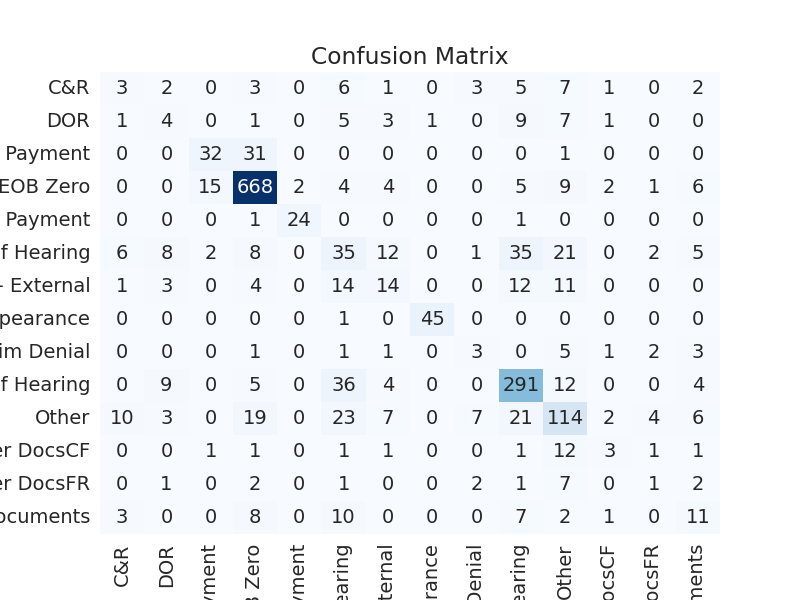 Confusion Matrix
C&R 3 2 0 3 0 6 1 0 3 5 7 1 0 2
DOR 1 4 0 1 0 5 3 1 0 9 7 1 0 0
Payment 0 0 32 31 0 0 0 0 0 0 1 0 0 0
EOB Zero 0 0 15 668 2 4 4 0 0 5 9 2 1 6
Payment 0 0 0 1 24 0 0 0 0 1 0 0 0 0
f Hearing 6 8 2 8 0 35 12 0 1 35 21 0 2 5
- External 1 3 0 4 0 14 14 0 0 12 11 0 0 0
pearance 0 0 0 0 0 1 0 45 0 0 0 0 0 0
im Denial 0 0 0 1 0 1 1 0 3 0 5 1 2 3
f Hearing 0 9 0 5 0 36 4 0 0 291 12 0 0 4
Other 10 3 0 19 0 23 7 0 7 21 114 2 4 6
er DocsCF 0 0 1 1 0 1 1 0 0 1 12 3 1 1
er DocsFR 0 1 0 2 0 1 0 0 2 1 7 0 1 2
ocuments 3 0 0 8 0 10 0 0 0 7 2 1 0 11
C&R DOR yment B Zero yment earing ternal rance Denial earing Other ocsCF ocsFR ments